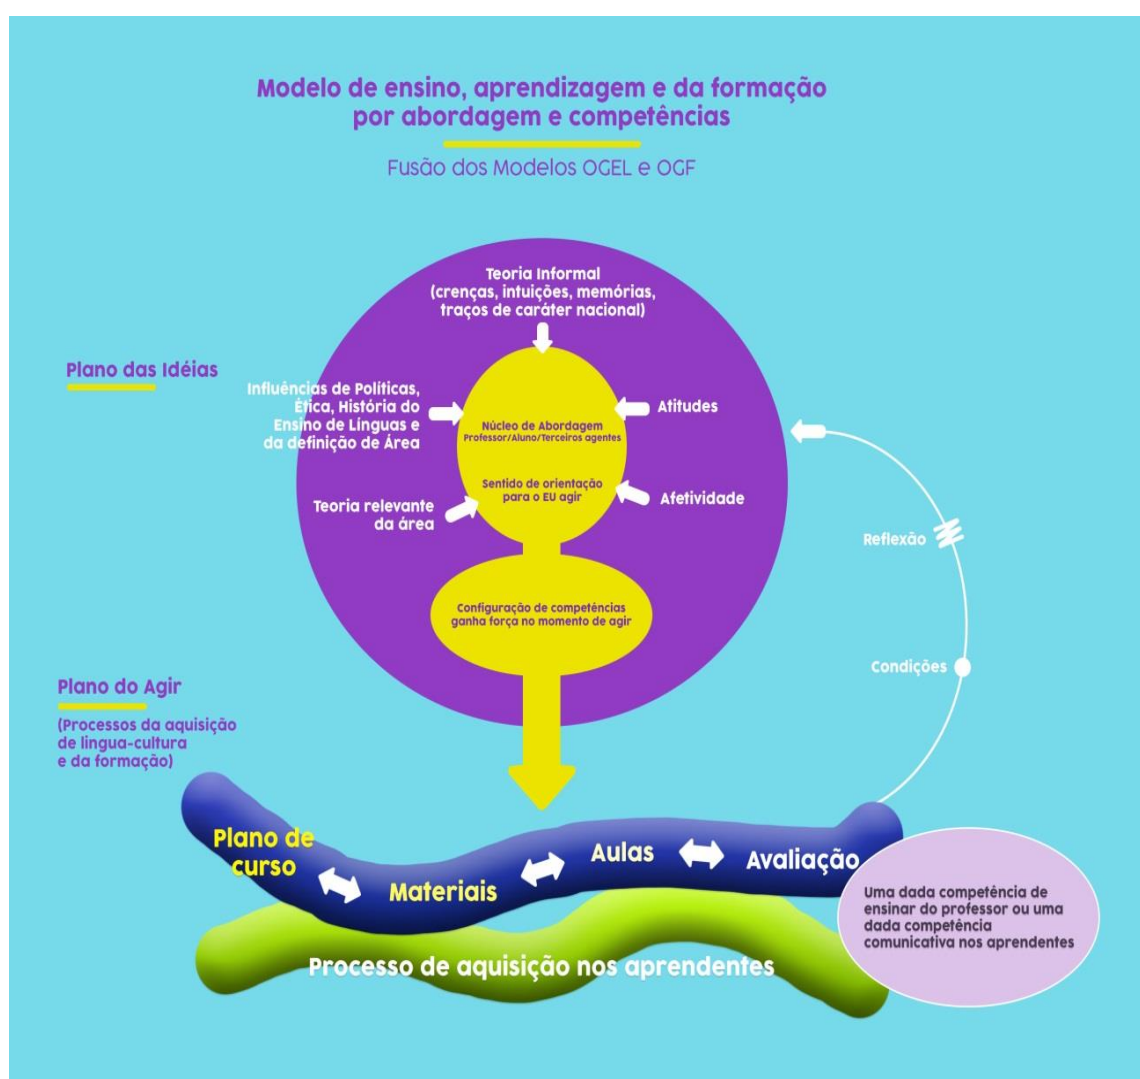 Modelo de ensino, aprendizagem e da formação
por abordagem e competências
Fusão dos Modelos OGEL e OGF
Teoria Informal
(crenças, intuições, memórias,
traços de caráter nacional)
Plano das Idéias
Influências de Políticas,
Ética, História do
Ensino de Línguas e
da definição de Área
Atitudes
Núcleo de Abordagem
Professor/Aluno/Terceiros agentes
Sentido de orientação
para o EU agir
Teoria relevante
da área
Afetividade
Reflexão
Configuração de competências
ganha força no momento de agir
Condições
Plano do Agir
(Processos da aquisição
de lingua-cultura
e da formação)
Plano de
curso
Materiais
Aulas
Avaliação
Uma dada competência de
ensinar do professor ou uma
dada competência
comunicativa nos aprendentes
Processo de aquisição nos aprendentes